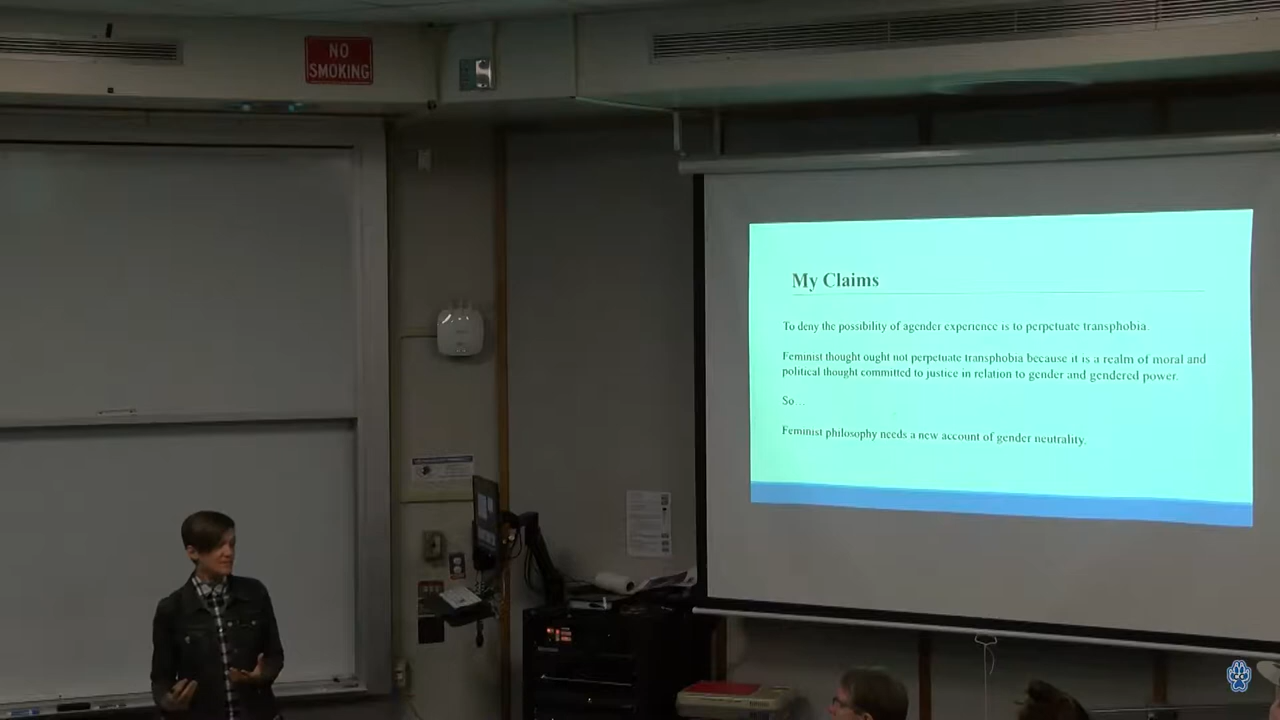 NO
SMOKING
My Claims
To deny the possibility of agender experience is to perpetuate transphobia.
Feminist thought ought not perpetuate transphobia because it is a realm of moral and
political thought committed to justice in relation to gender and gendered power.
So...
Feminist philosophy needs a new account of gender neutrality.